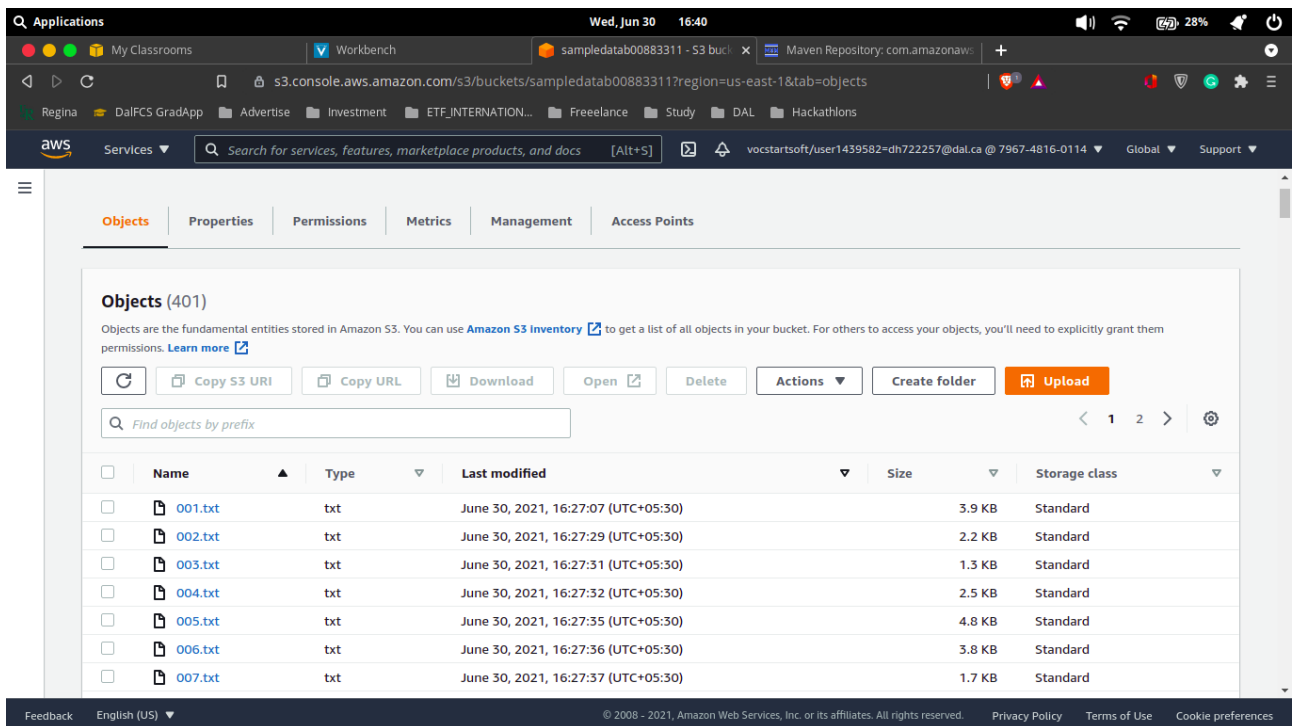 Applications Wed, Jun 30 16:40 28%
My Classrooms Workbench sampledatab00883311 - S3 buck Maven Repository: com.amazonaws
s3.console.aws.amazon.com/s3/buckets/sampledatab00883311?region=us-east-1&tab=objects
Regina DalFCS GradApp Advertise Investment ETF_INTERNATION... Freeelance Study DAL Hackathlons
aws Services ▼ Search for services, features, marketplace products, and docs [Alt+S] vocstartsoft/user1439582=dh722257@dal.ca @ 7967-4816-0114 ▼ Global ▼ Support ▼
Objects Properties Permissions Metrics Management Access Points
Objects (401)
Objects are the fundamental entities stored in Amazon S3. You can use Amazon S3 inventory to get a list of all objects in your bucket. For others to access your objects, you'll need to explicitly grant them
permissions. Learn more
Copy S3 URI Copy URL Download Open Delete Actions ▼ Create folder Upload
Find objects by prefix < 1 2 >
Name ▲ Type ▽ Last modified ▼ Size ▽ Storage class ▽
001.txt txt June 30, 2021, 16:27:07 (UTC+05:30) 3.9 KB Standard
002.txt txt June 30, 2021, 16:27:29 (UTC+05:30) 2.2 KB Standard
003.txt txt June 30, 2021, 16:27:31 (UTC+05:30) 1.3 KB Standard
004.txt txt June 30, 2021, 16:27:32 (UTC+05:30) 2.5 KB Standard
005.txt txt June 30, 2021, 16:27:35 (UTC+05:30) 4.8 KB Standard
006.txt txt June 30, 2021, 16:27:36 (UTC+05:30) 3.8 KB Standard
007.txt txt June 30, 2021, 16:27:37 (UTC+05:30) 1.7 KB Standard
Feedback English (US) ▼ © 2008 - 2021, Amazon Web Services, Inc. or its affiliates. All rights reserved. Privacy Policy Terms of Use Cookie preferences